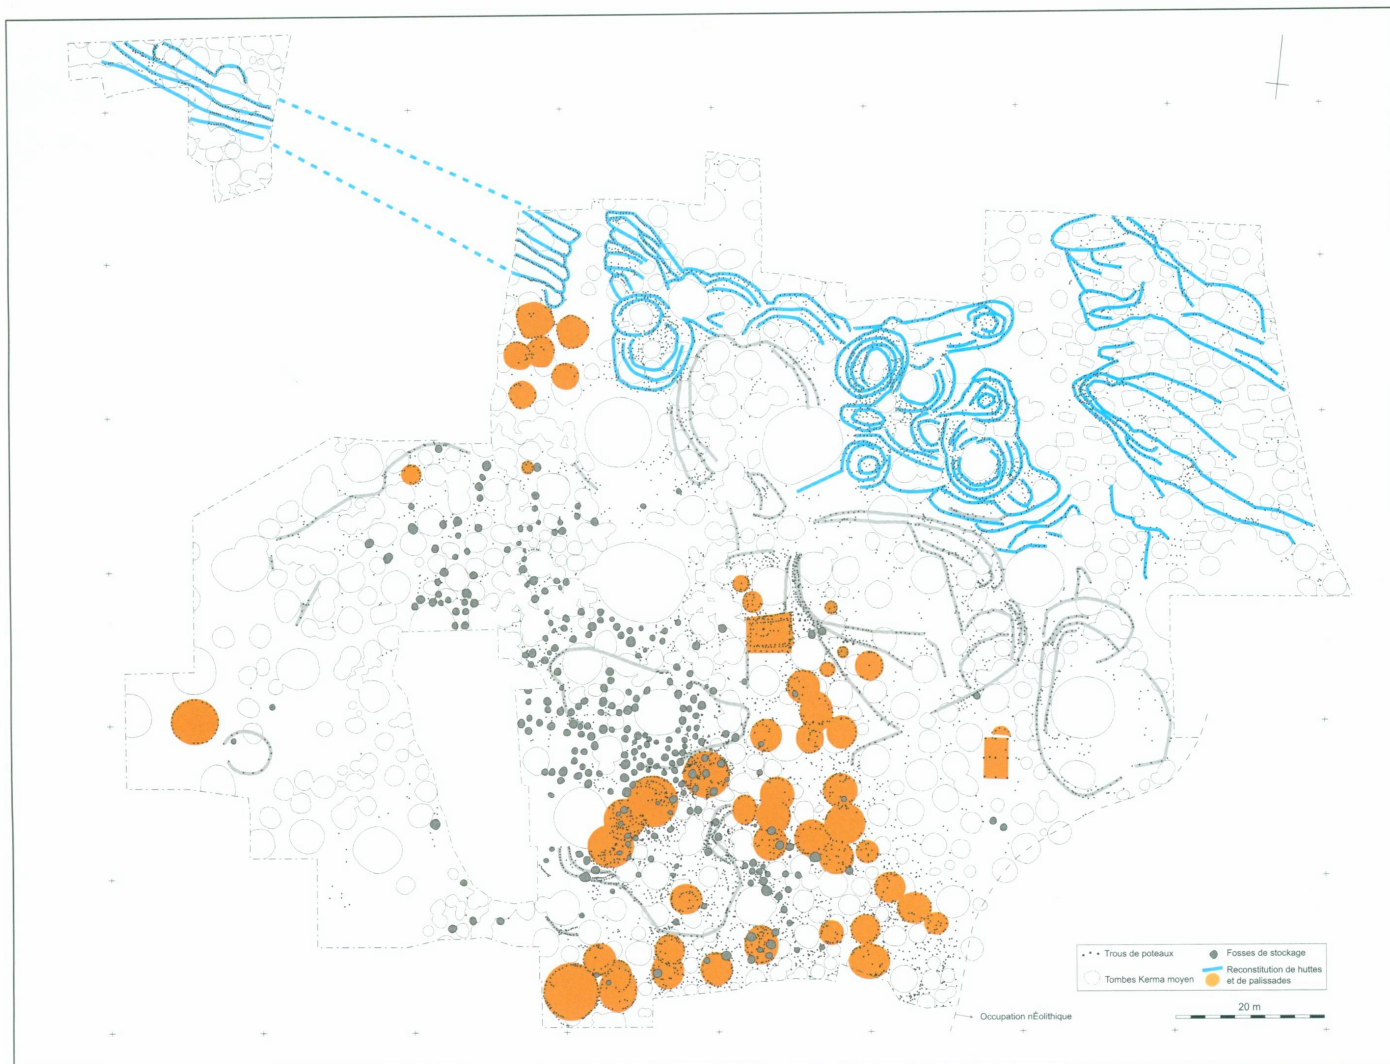 Trous de poteaux
Tombes Kerma moyen
Fosses de stockage
Reconstitution de huttes
et de palissades
20 m
Occupation nÉolithique